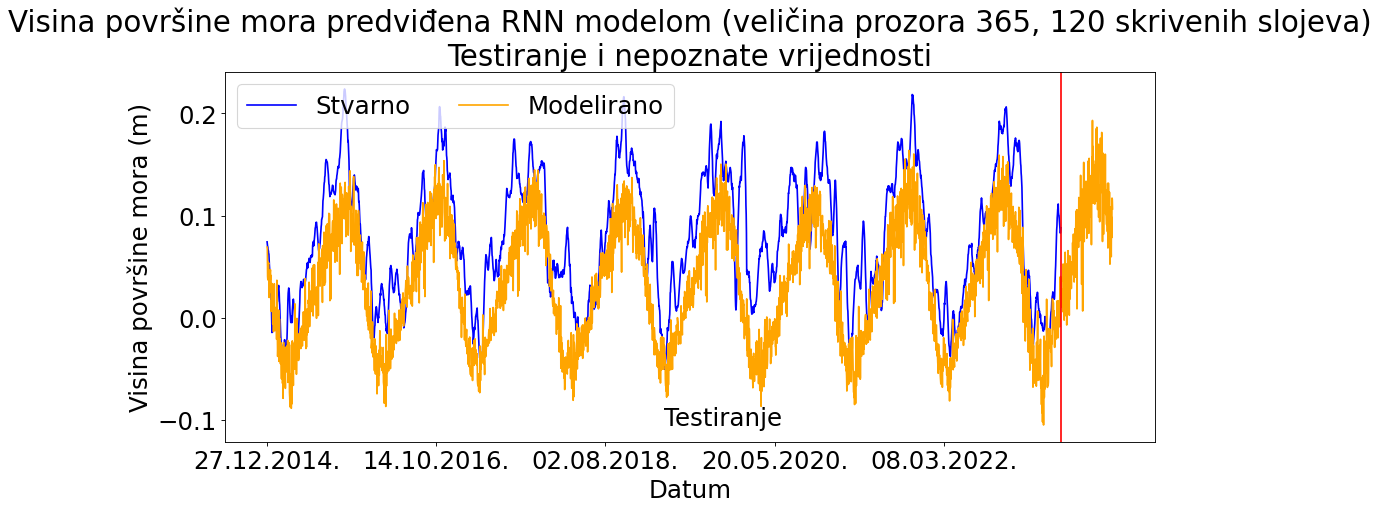 Visina površine mora predviđena RNN modelom (veličina prozora 365, 120 skrivenih slojeva)
Testiranje i nepoznate vrijednosti
Stvarno
Modelirano
Visina površine mora (m)
0.2
0.1
0.0
−0.1
Testiranje
27.12.2014.
14.10.2016.
02.08.2018.
20.05.2020.
08.03.2022.
Datum